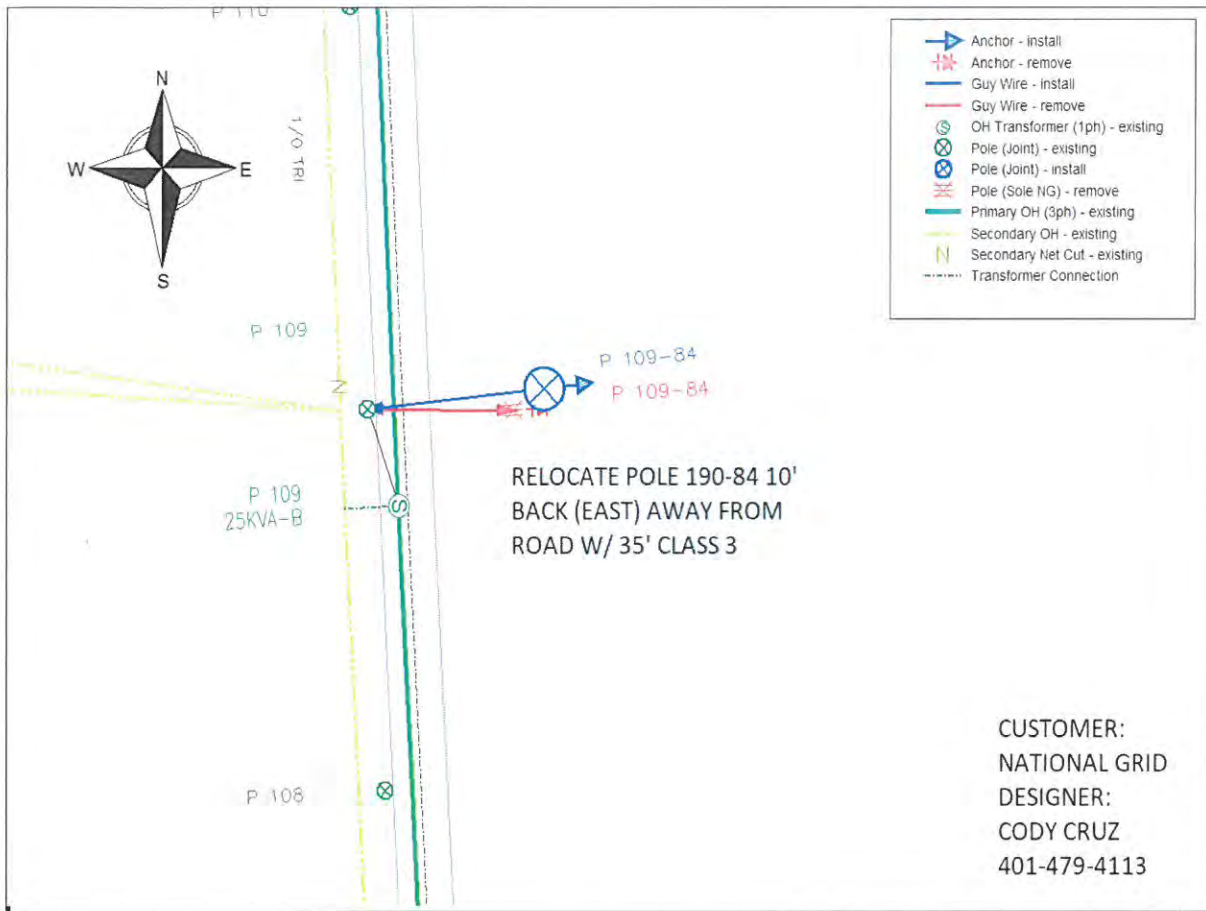 P 110
N
W
E
S
1/0 TRI
Anchor - install
Anchor - remove
Guy Wire - install
Guy Wire - remove
S
OH Transformer (1ph) - existing
Pole (Joint) - existing
Pole (Joint) - install
Pole (Sole NG) - remove
Primary OH (3ph) - existing
Secondary OH - existing
N
Secondary Net Cut - existing
Transformer Connection
P 109
P 109-84
P 109-84
N
P 109
25KVA-B
S
RELOCATE POLE 190-84 10'
BACK (EAST) AWAY FROM
ROAD W/ 35' CLASS 3
P 108
CUSTOMER:
NATIONAL GRID
DESIGNER:
CODY CRUZ
401-479-4113